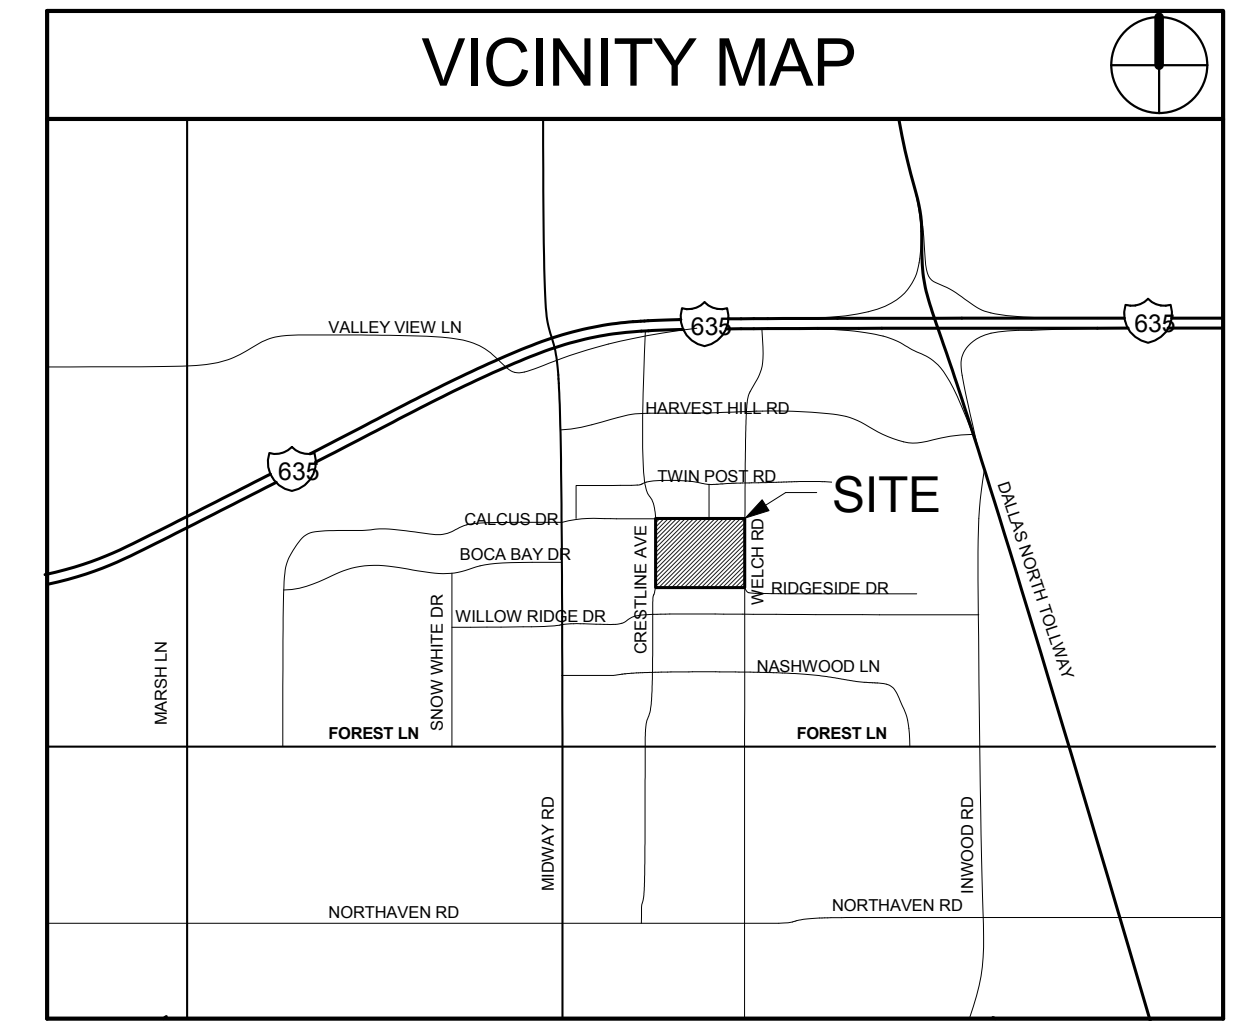 VICINITY MAP
635
635
VALLEY VIEW LN
HARVEST HILL RD
635
TWIN POST RD
SITE
CALCUS DR
BOCA BAY DR
CRESTLINE AVE
WELCH RD
DALLAS NORTH TOLLWAY
RIDGESIDE DR
WILLOW RIDGE DR
SNOW WHITE DR
MARSH LN
NASHWOOD LN
FOREST LN
FOREST LN
MIDWAY RD
INWOOD RD
NORTHAVEN RD
NORTHAVEN RD